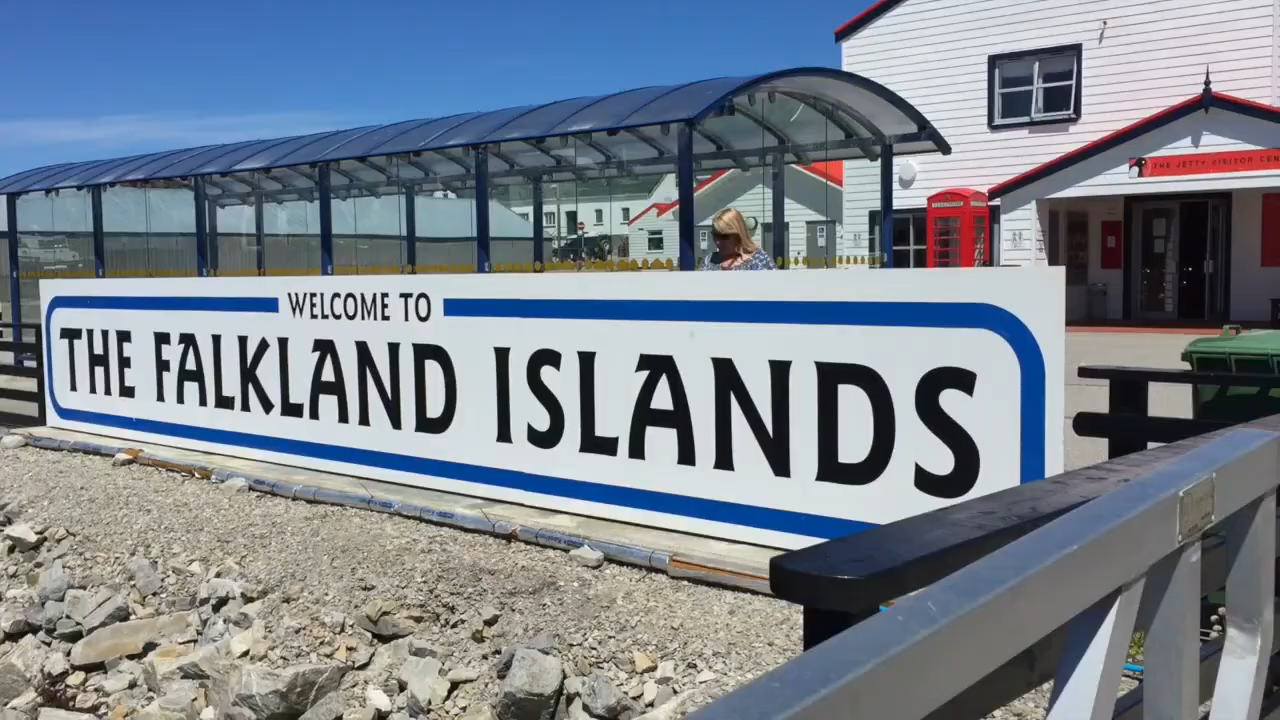 WELCOME TO
THE FALKLAND ISLANDS
THE JETTY VISITOR CEN